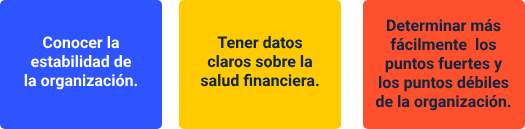 Conocer la
estabilidad de
la organización.
Tener datos
claros sobre la
salud financiera.
Determinar más
fácilmente los
puntos fuertes y
los puntos débiles
de la organización.